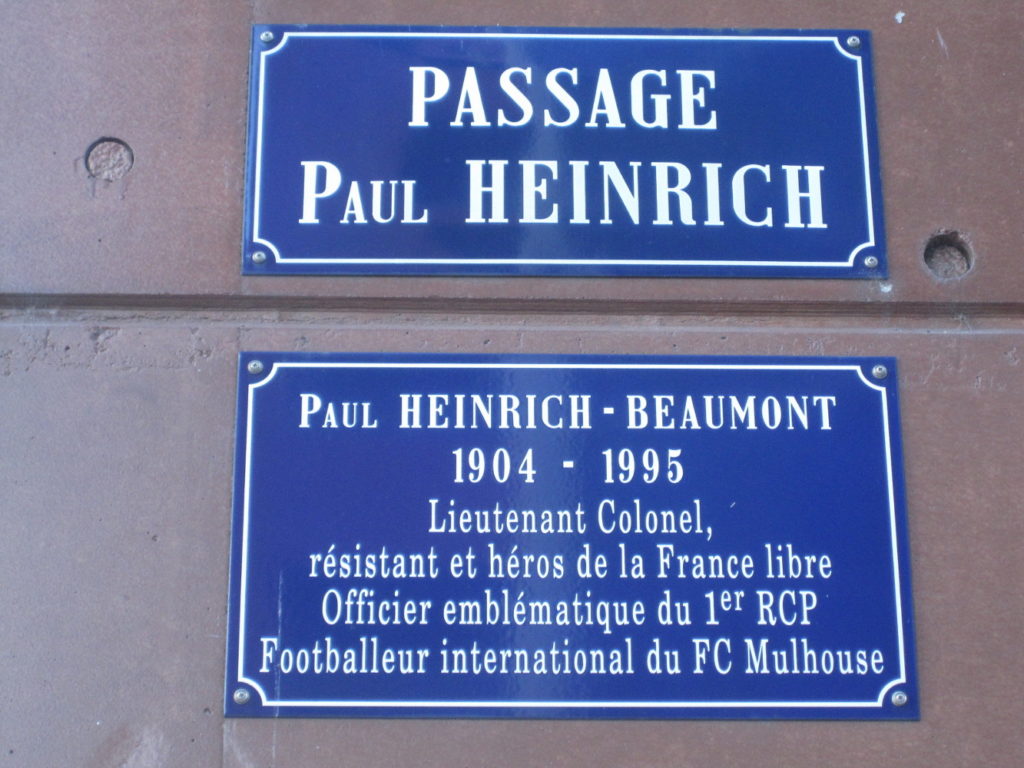 PASSAGE
PAUL HEINRICH
PAUL HEINRICH - BEAUMONT
1904 - 1995
Lieutenant Colonel,
résistant et héros de la France libre
Officier emblématique du 1er RCP
Footballeur international du FC Mulhouse